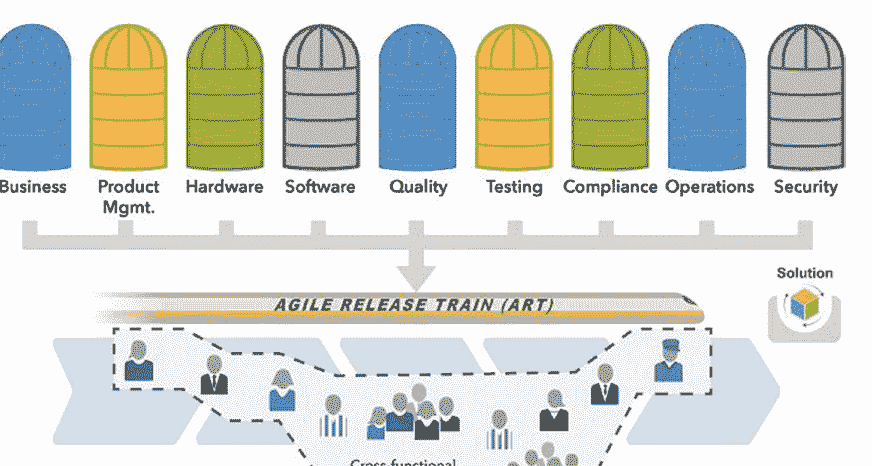 Business
Product
Mgmt.
Hardware
Software
Quality
Testing
Compliance
Operations
Security
Solution
AGILE RELEASE TRAIN (ART)
Cross-functional